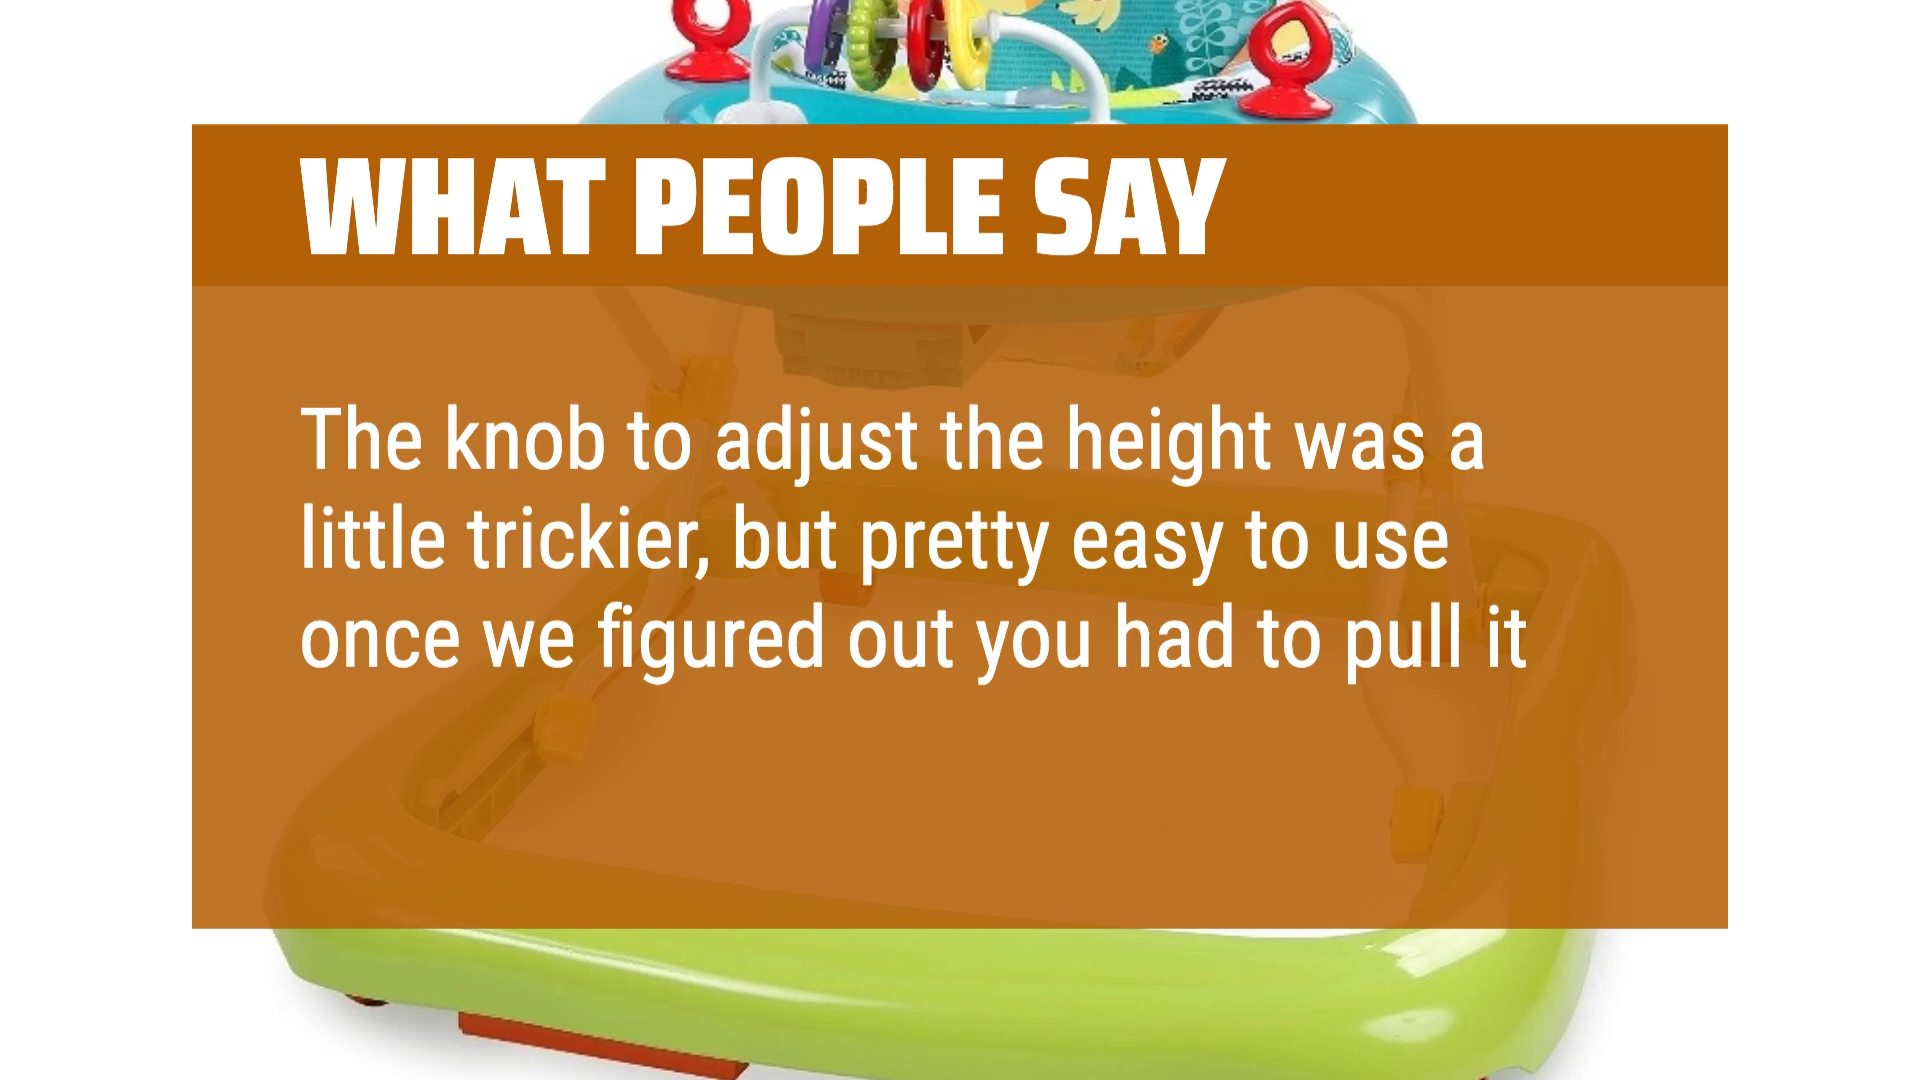 WHAT PEOPLE SAY
The knob to adjust the height was a
little trickier, but pretty easy to use
once we figured out you had to pull it